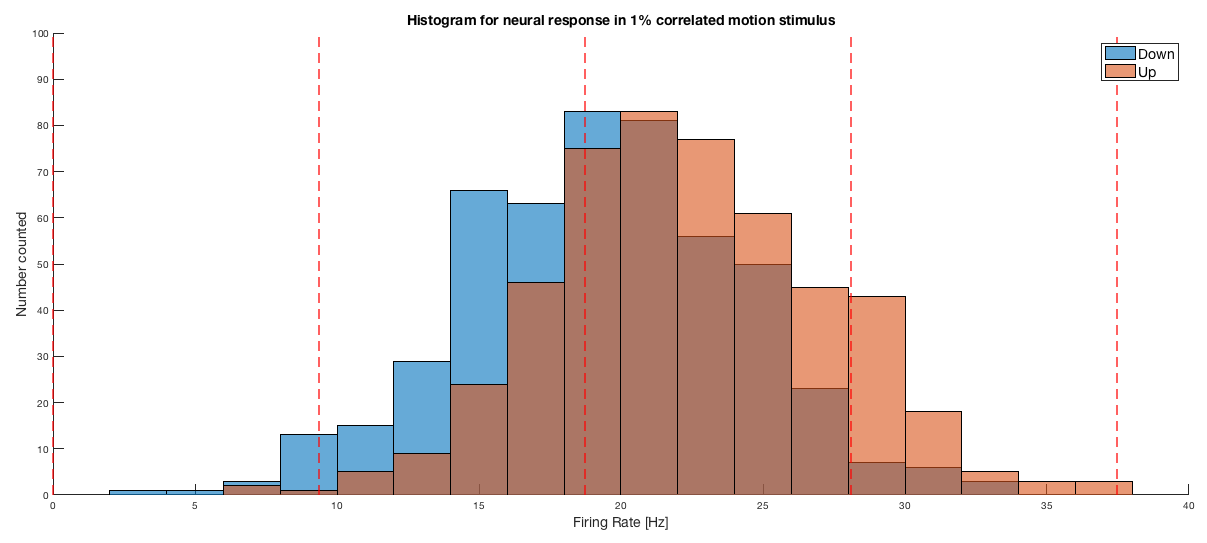 Histogram for neural response in 1% correlated motion stimulus
Down
Up
100
90
80
70
60
50
40
30
20
10
0
Number counted
0 5 10 15 20 25 30 35 40
Firing Rate [Hz]